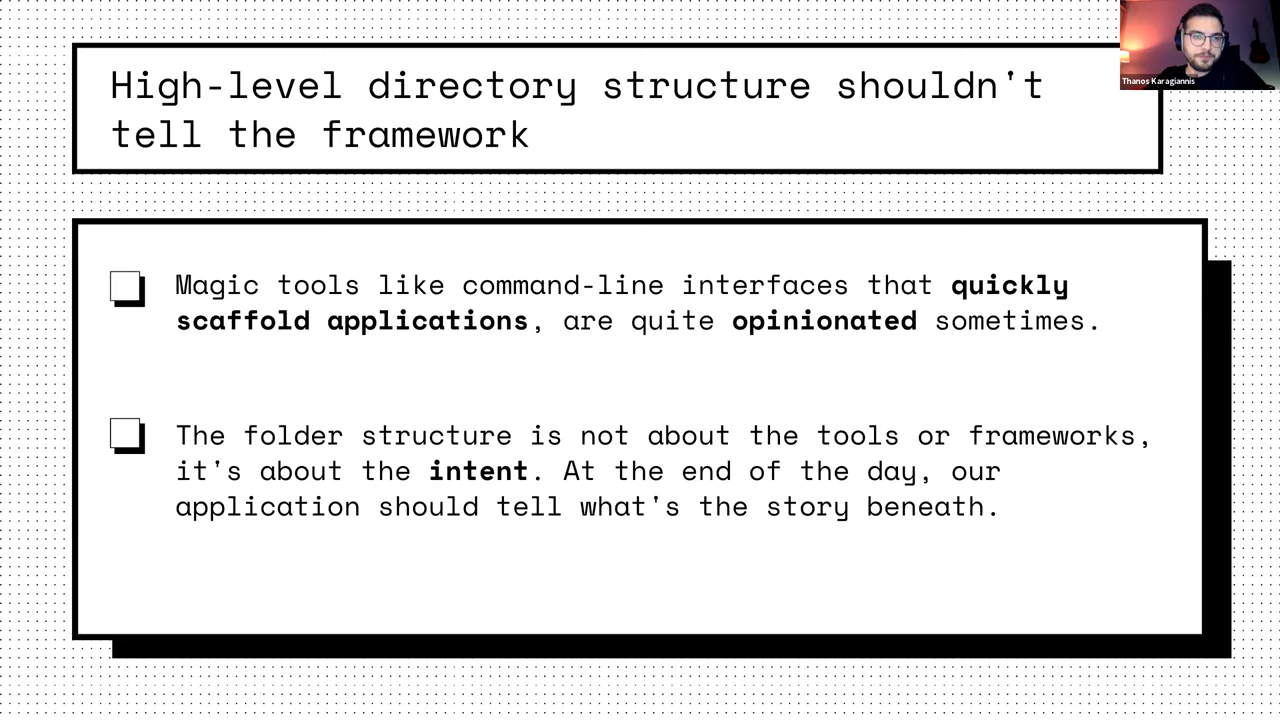 High-level directory structure shouldn't
tell the framework
Thanos Karagiannis
Magic tools like command-line interfaces that quickly
scaffold applications, are quite opinionated sometimes.
The folder structure is not about the tools or frameworks,
it's about the intent. At the end of the day, our
application should tell what's the story beneath.